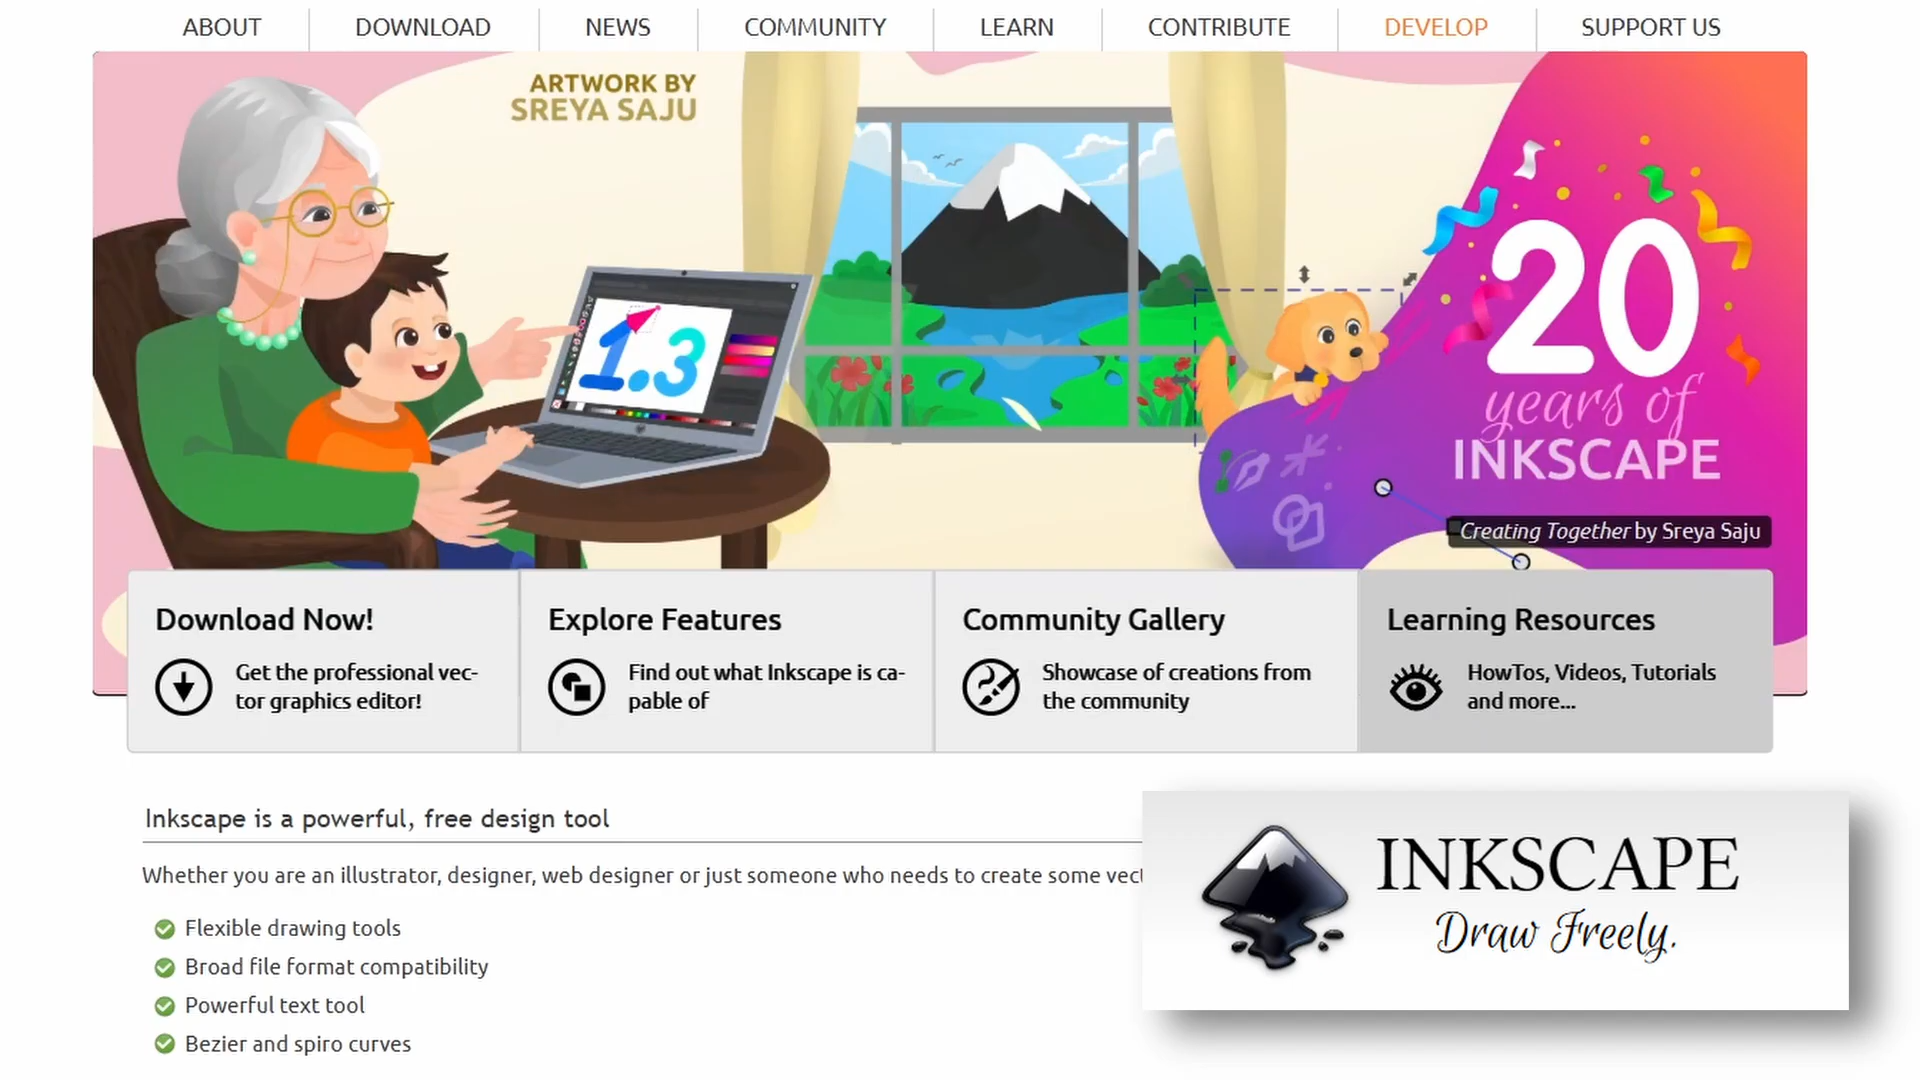 ABOUT
DOWNLOAD
NEWS
COMMUNITY
LEARN
CONTRIBUTE
DEVELOP
SUPPORT US
ARTWORK BY
SREYA SAJU
1.3
20
years of
INKSCAPE
Creating Together by Sreya Saju
Download Now!
Get the professional vec-
tor graphics editor!
Explore Features
Find out what Inkscape is ca-
pable of
Community Gallery
Showcase of creations from
the community
Learning Resources
HowTos, Videos, Tutorials
and more...
Inkscape is a powerful, free design tool
Whether you are an illustrator, designer, web designer or just someone who needs to create some vect
Flexible drawing tools
Broad file format compatibility
Powerful text tool
Bezier and spiro curves
INKSCAPE
Draw Freely.